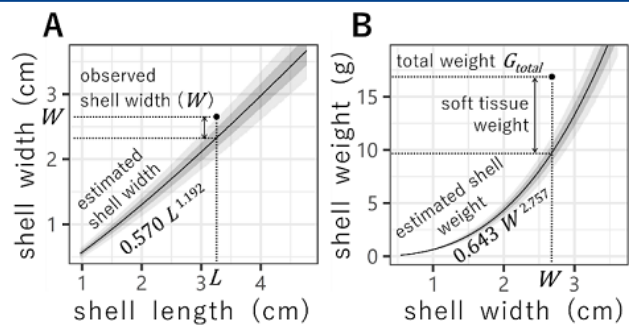 A
shell width (cm)
3
2
1
W
observed
shell width (W)
estimated
shell width
0.570 L^1.192
1 2 3 L 4
shell length (cm)
B
shell weight (g)
15
10
5
0
total weight G_total
soft tissue
weight
estimated shell
weight
0.643 W^2.757
1 2 W 3
shell width (cm)